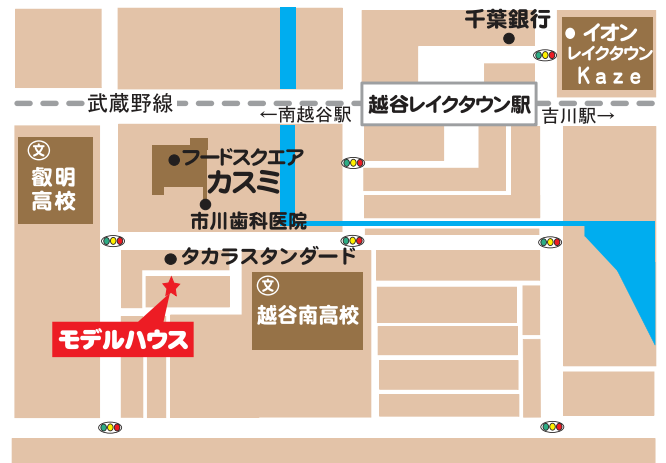 千葉銀行
イオン
レイクタウン
Kaze
武蔵野線
←南越谷駅
越谷レイクタウン駅
吉川駅→
文
叡明
高校
フードスクエア
カスミ
市川歯科医院
タカラスタンダード
文
越谷南高校
モデルハウス